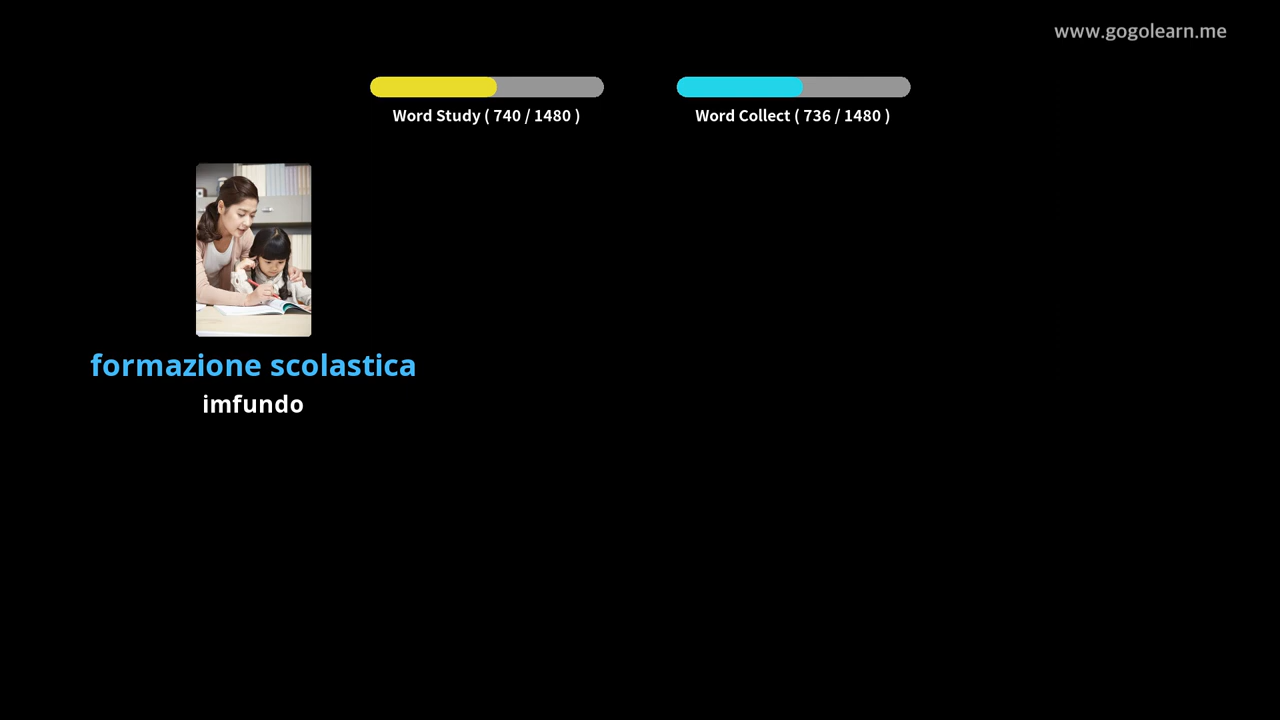 www.gogolearn.me
Word Study ( 740 / 1480 )
Word Collect ( 736 / 1480 )
formazione scolastica
imfundo